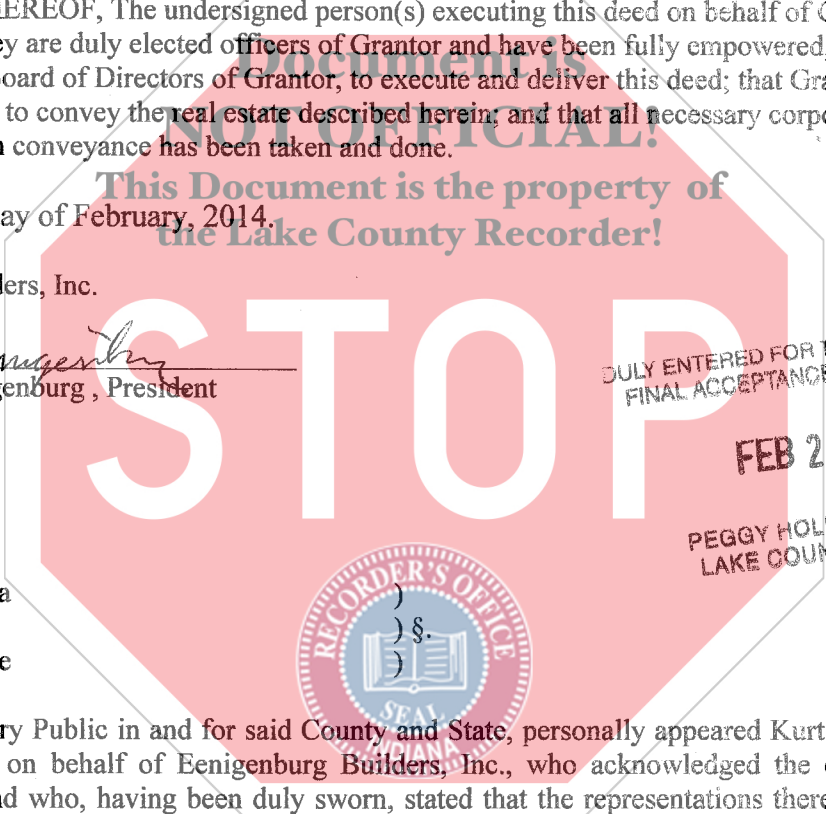 EREOF, The undersigned person(s) executing this deed on behalf of G
ey are duly elected officers of Grantor and have been fully empowered,
Board of Directors of Grantor, to execute and deliver this deed; that Gra
to convey the real estate described herein; and that all necessary corpo
conveyance has been taken and done.
Document is
NOT OFFICIAL!
This Document is the property of
the Lake County Recorder!
ay of February, 2014.
lers, Inc.
STOP
genburg , President
DULY ENTERED FOR T
FINAL ACCEPTANCE
FEB 2
PEGGY HOL
LAKE COUN
RECORDER'S OFFICE
SEAL
INDIANA
a )
) §.
e )
ry Public in and for said County and State, personally appeared Kurt
on behalf of Eenigenburg Builders, Inc., who acknowledged the
nd who, having been duly sworn, stated that the representations there